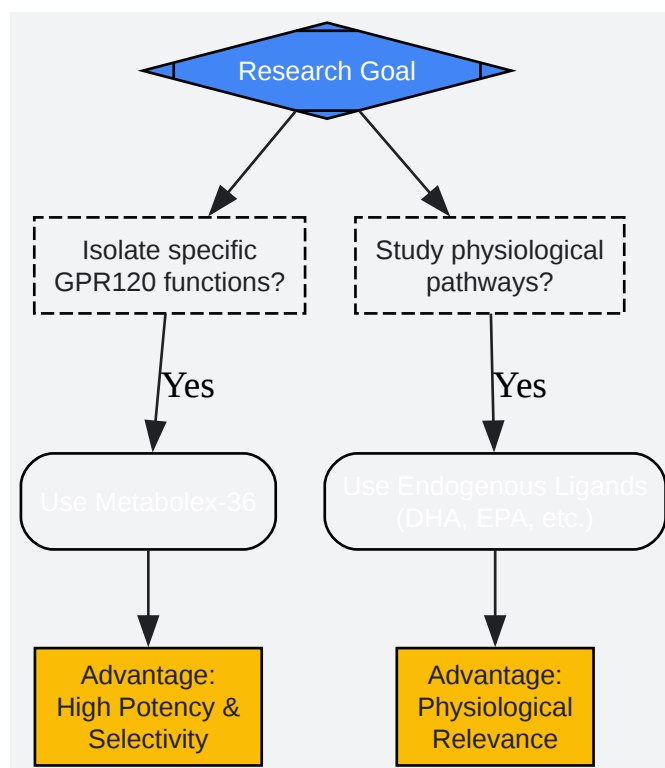 Research Goal
Isolate specific
GPR120 functions?
Study physiological
pathways?
Yes
Yes
Use Metabolex-36
Use Endogenous Ligands
(DHA, EPA, etc.)
Advantage:
High Potency &
Selectivity
Advantage:
Physiological
Relevance